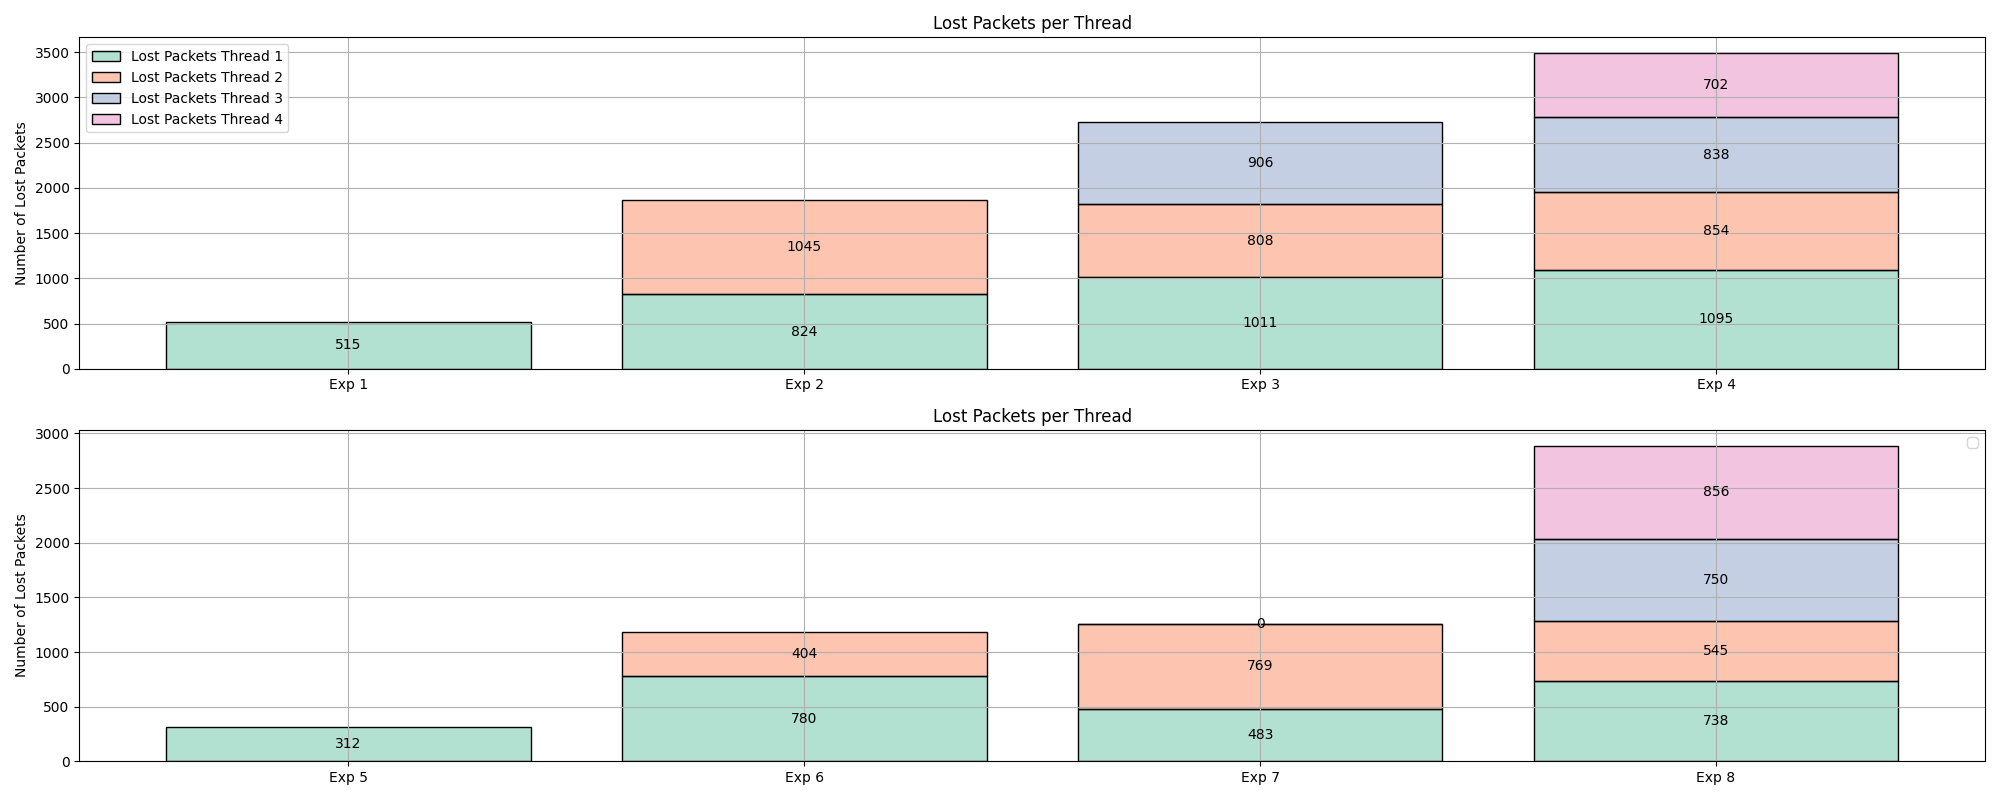 Lost Packets per Thread
Number of Lost Packets
3500
3000
2500
2000
1500
1000
500
0
Lost Packets Thread 1
Lost Packets Thread 2
Lost Packets Thread 3
Lost Packets Thread 4
515
1045
824
906
808
1011
702
838
854
1095
Exp 1
Exp 2
Exp 3
Exp 4
Lost Packets per Thread
Number of Lost Packets
3000
2500
2000
1500
1000
500
0
312
404
780
0
769
483
856
750
545
738
Exp 5
Exp 6
Exp 7
Exp 8